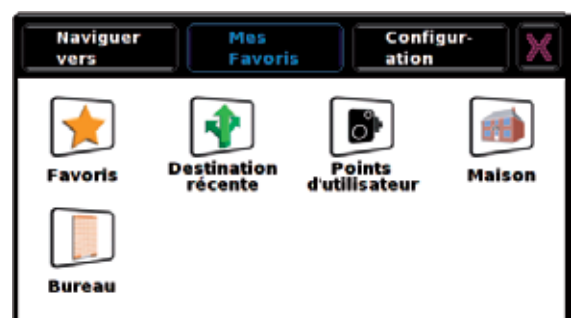 Naviguer vers
Mes Favoris
Configur-
ation
X
Favoris
Destination
récente
Points
d'utilisateur
Maison
Bureau